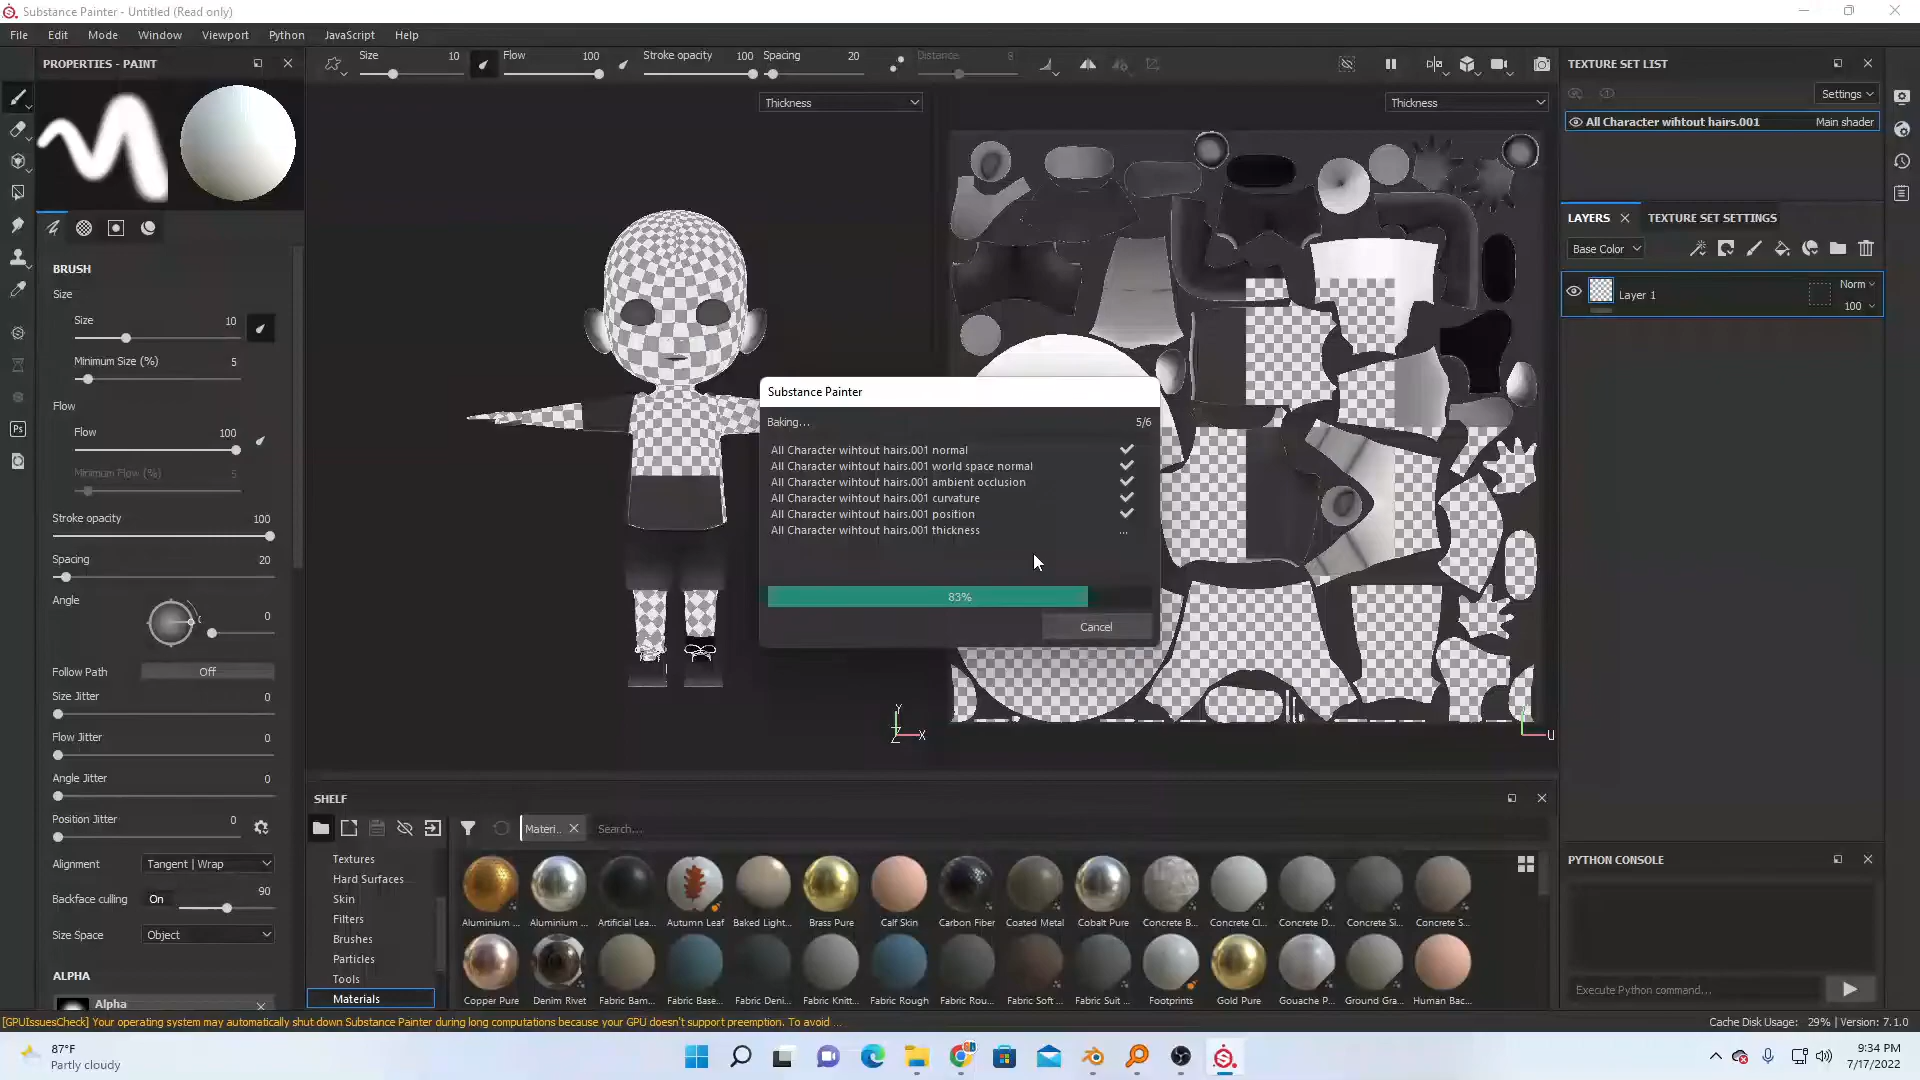 Substance Painter - Untitled (Read only)
File Edit Mode Window Viewport Python JavaScript Help
PROPERTIES - PAINT
Size 10 Flow 100 Stroke opacity 100 Spacing 20 Distance: 8
Thickness
Thickness
TEXTURE SET LIST
Settings
All Character wihtout hairs.001 Main shader
LAYERS TEXTURE SET SETTINGS
Base Color
Layer 1 Norm
100
BRUSH
Size
Size 10
Minimum Size (%) 5
Flow
Flow 100
Minimum Flow (%) 5
Stroke opacity 100
Spacing 20
Angle 0
Follow Path Off
Size Jitter 0
Flow Jitter 0
Angle Jitter 0
Position Jitter 0
Alignment Tangent | Wrap
Backface culling On 90
Size Space Object
ALPHA
Alpha
Ps
Substance Painter
Baking... 5/6
All Character wihtout hairs.001 normal
All Character wihtout hairs.001 world space normal
All Character wihtout hairs.001 ambient occlusion
All Character wihtout hairs.001 curvature
All Character wihtout hairs.001 position
All Character wihtout hairs.001 thickness ...
83%
Cancel
Y
Z X
U
SHELF
Materi.. Search...
Textures
Hard Surfaces
Skin
Filters
Brushes
Particles
Tools
Materials
Aluminium ... Aluminium ... Artificial Lea... Autumn Leaf Baked Light... Brass Pure Calf Skin Carbon Fiber Coated Metal Cobalt Pure Concrete B... Concrete Cl... Concrete D... Concrete Si... Concrete S...
Copper Pure Denim Rivet Fabric Bam... Fabric Base... Fabric Deni... Fabric Knitt... Fabric Rough Fabric Rou... Fabric Soft ... Fabric Suit ... Footprints Gold Pure Gouache P... Ground Gra... Human Bac...
PYTHON CONSOLE
Execute Python command...
[GPUIssuesCheck] Your operating system may automatically shut down Substance Painter during long computations because your GPU doesn't support preemption. To avoid ...
Cache Disk Usage: 29% | Version: 7.1.0
87°F
Partly cloudy
9:34 PM
7/17/2022